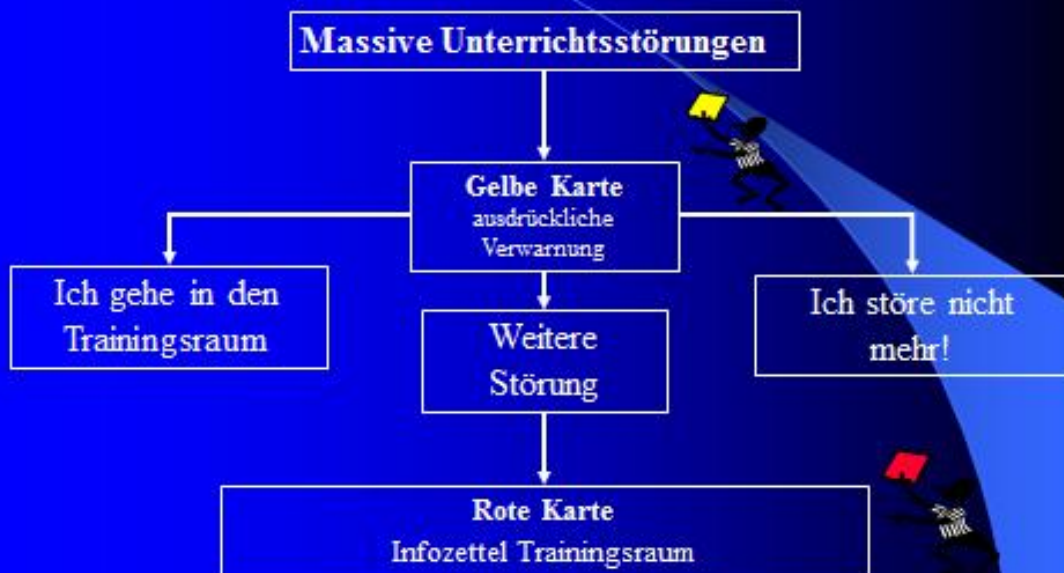 Massive Unterrichtsstörungen
Gelbe Karte
ausdrückliche
Verwarnung
Ich gehe in den
Trainingsraum
Weitere
Störung
Ich störe nicht
mehr!
Rote Karte
Infozettel Trainingsraum